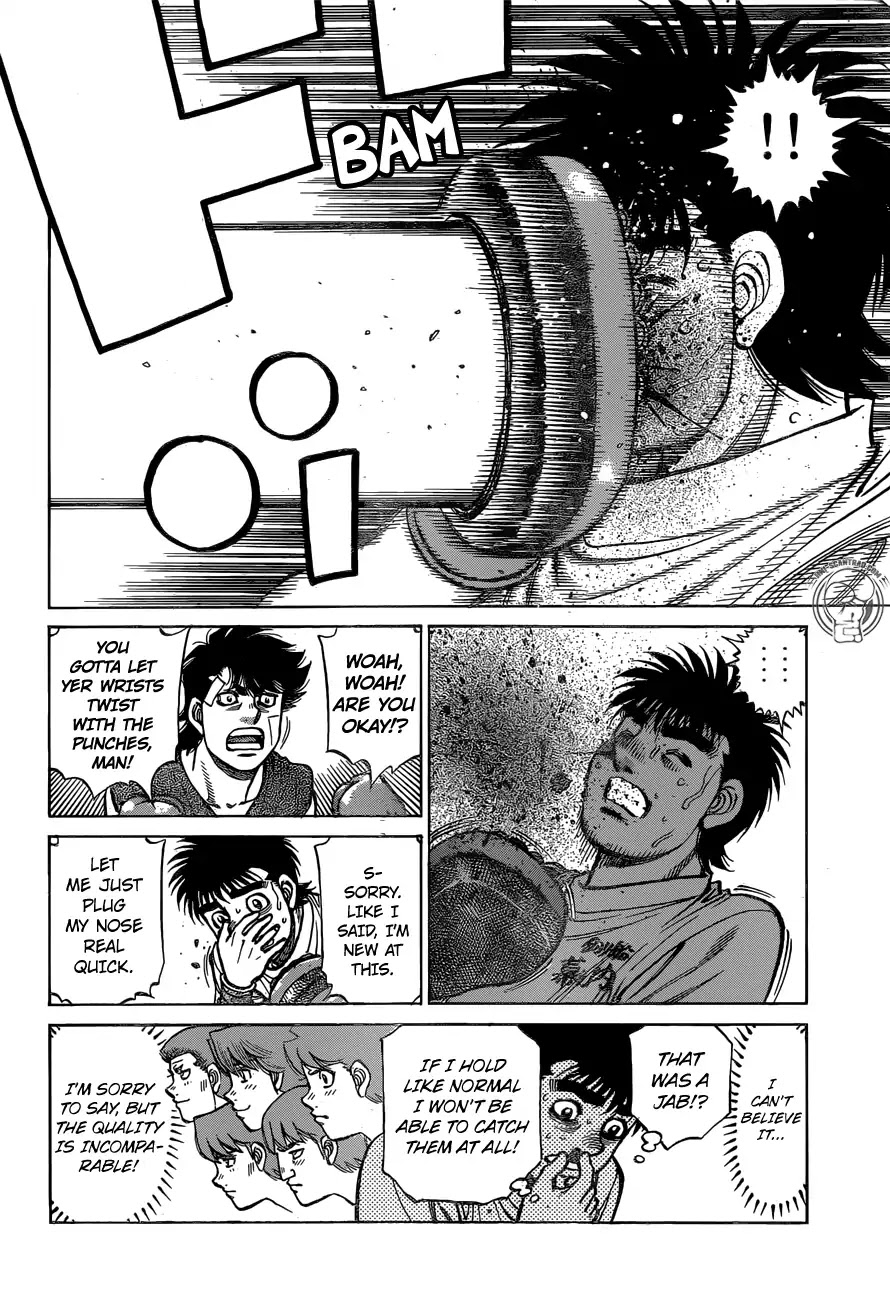 ドドッ
BAM
!!
WOAH,
WOAH!
ARE YOU
OKAY!?
YOU
GOTTA LET
YER WRISTS
TWIST
WITH THE
PUNCHES,
MAN!
S-
SORRY.
LIKE I
SAID, I'M
NEW AT
THIS.
LET
ME JUST
PLUG
MY NOSE
REAL
QUICK.
I
CAN'T
BELIEVE
IT...
THAT
WAS A
JAB!?
IF I HOLD
LIKE NORMAL
I WON'T BE
ABLE TO CATCH
THEM AT ALL!
I'M SORRY
TO SAY, BUT
THE QUALITY
IS INCOMPA-
RABLE!